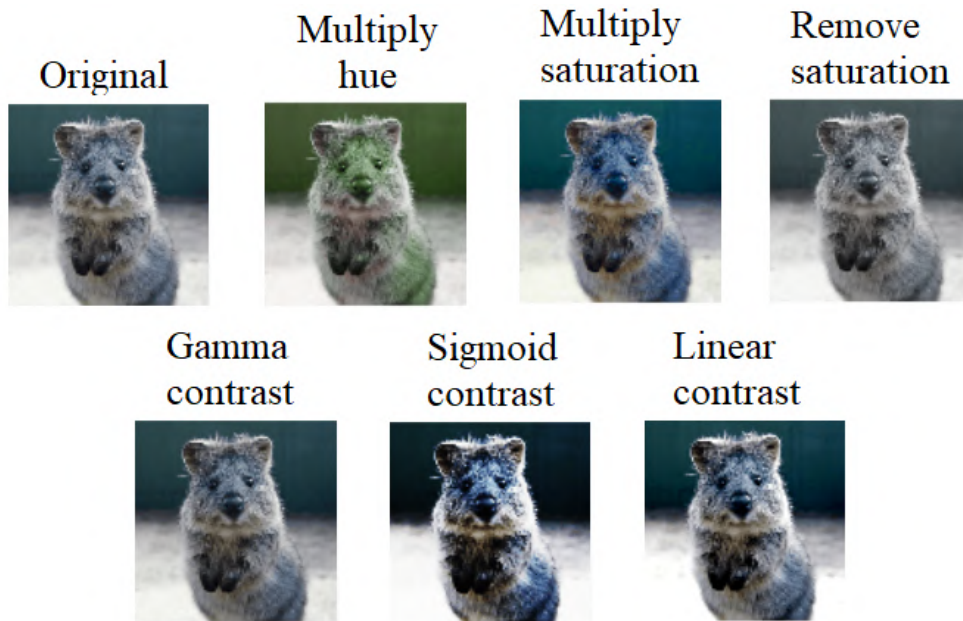 Original
Multiply
hue
Multiply
saturation
Remove
saturation
Gamma
contrast
Sigmoid
contrast
Linear
contrast